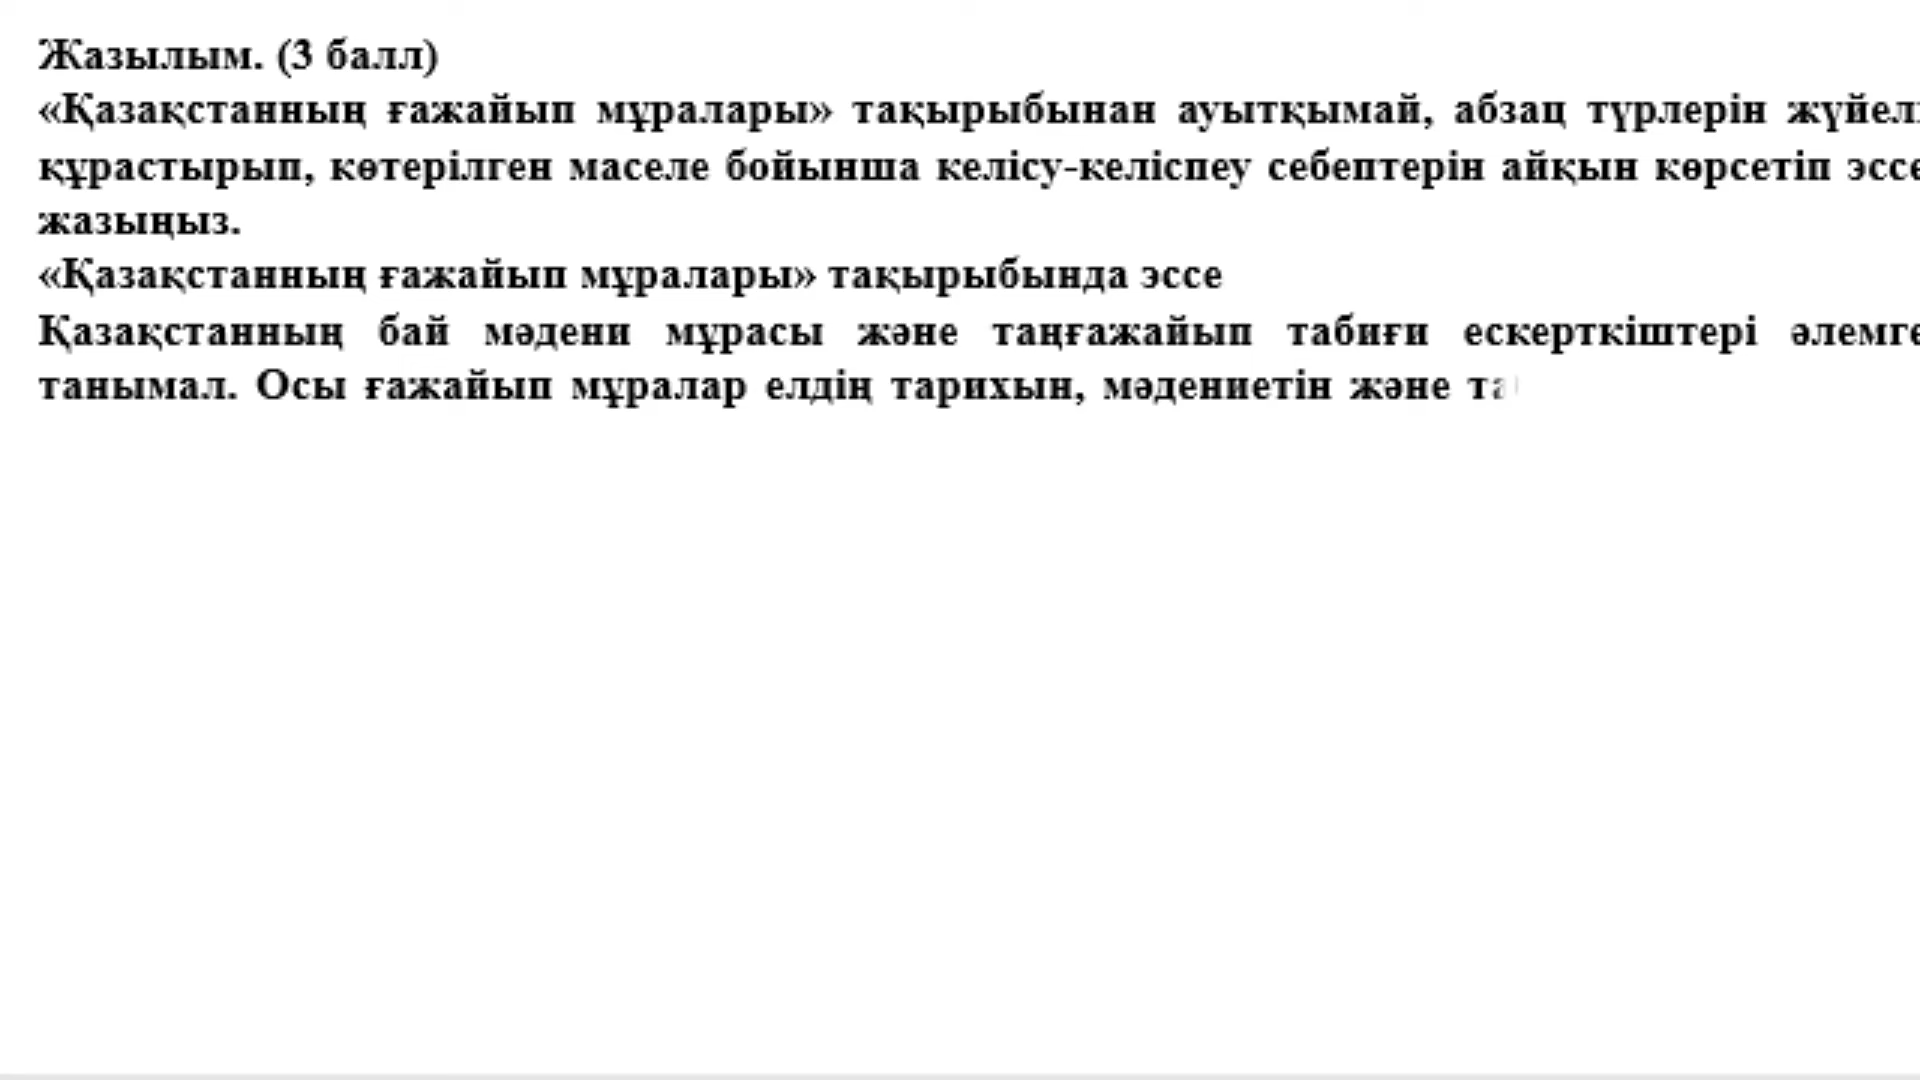 Жазылым. (3 балл)
«Қазақстанның ғажайып мұралары» тақырыбынан ауытқымай, абзац түрлерін
құрастырып, көтерілген маселе бойынша келісу-келіспеу себептерін айқын көрсетіп эссе
жазыңыз.
«Қазақстанның ғажайып мұралары» тақырыбында эссе
Қазақстанның бай мәдени мұрасы және таңғажайып табиғи ескерткіштері әлемге
танымал. Осы ғажайып мұралар елдің тарихын, мәдениетін және